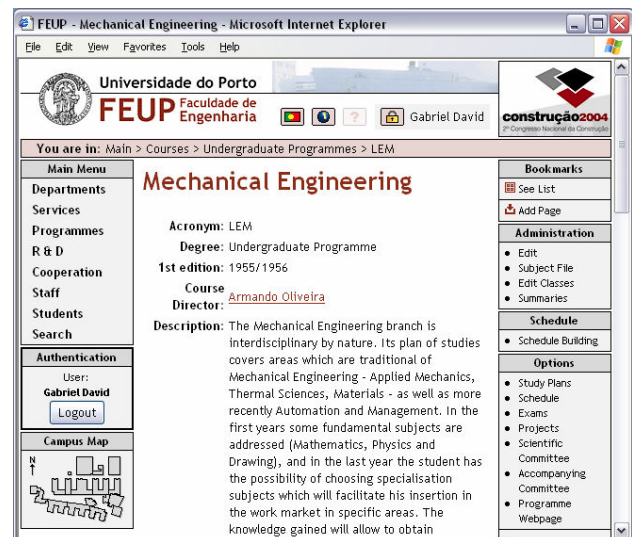 FEUP - Mechanical Engineering - Microsoft Internet Explorer
File Edit View Favorites Tools Help
Universidade do Porto
FEUP Faculdade de
Engenharia
?
Gabriel David
construção2004
2º Congresso Nacional da Construção
You are in: Main > Courses > Undergraduate Programmes > LEM
Main Menu
Departments
Services
Programmes
R & D
Cooperation
Staff
Students
Search
Authentication
User:
Gabriel David
Logout
Campus Map
N
Mechanical Engineering
Acronym: LEM
Degree: Undergraduate Programme
1st edition: 1955/1956
Course
Director: Armando Oliveira
Description: The Mechanical Engineering branch is
interdisciplinary by nature. Its plan of studies
covers areas which are traditional of
Mechanical Engineering - Applied Mechanics,
Thermal Sciences, Materials - as well as more
recently Automation and Management. In the
first years some fundamental subjects are
addressed (Mathematics, Physics and
Drawing), and in the last year the student has
the possibility of choosing specialisation
subjects which will facilitate his insertion in
the work market in specific areas. The
knowledge gained will allow to obtain
Bookmarks
See List
Add Page
Administration
Edit
Subject File
Edit Classes
Summaries
Schedule
Schedule Building
Options
Study Plans
Schedule
Exams
Projects
Scientific
Committee
Accompanying
Committee
Programme
Webpage